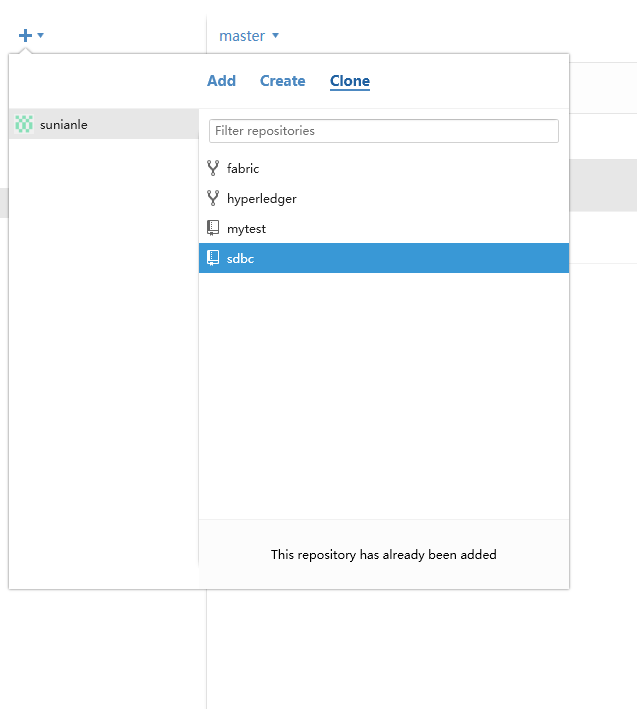 master
Add Create Clone
sunianle
Filter repositories
fabric
hyperledger
mytest
sdbc
This repository has already been added